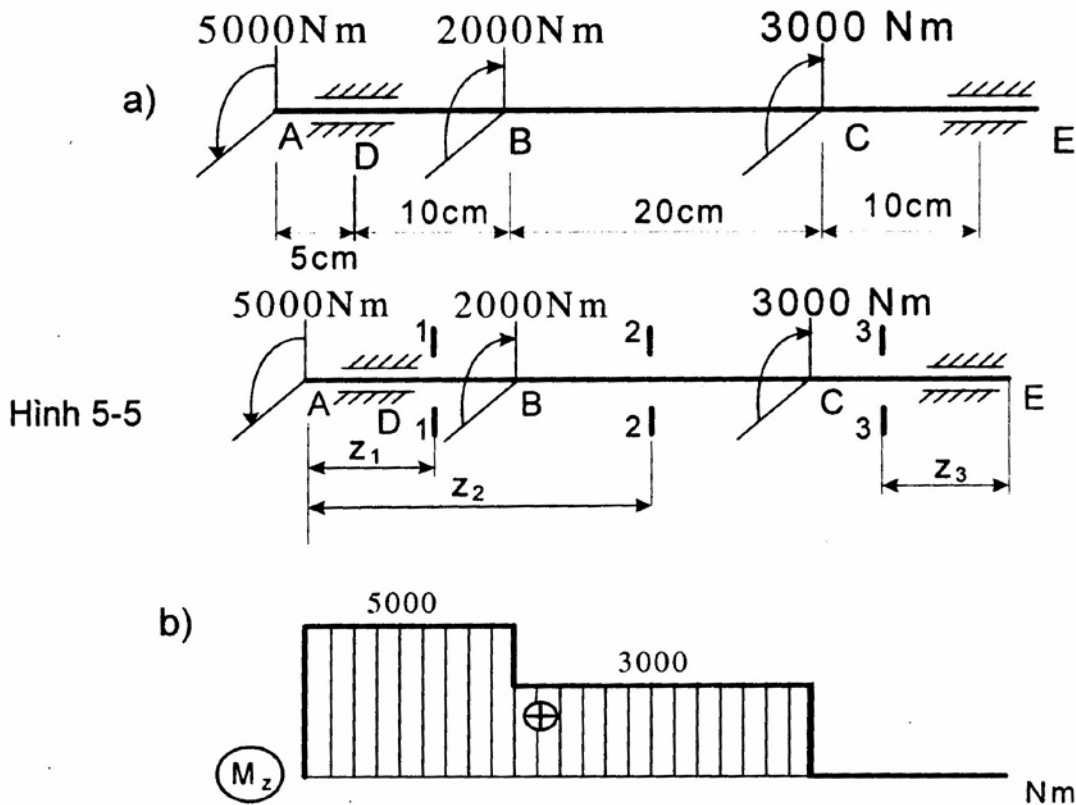 5000Nm 2000Nm 3000 Nm
a)
A D B C E
10cm 20cm 10cm
5cm
5000Nm 2000Nm 3000 Nm
1 2 3
Hình 5-5
A D B C E
1 2 3
z₁ z₃
z₂
b)
5000
3000
Mz
Nm